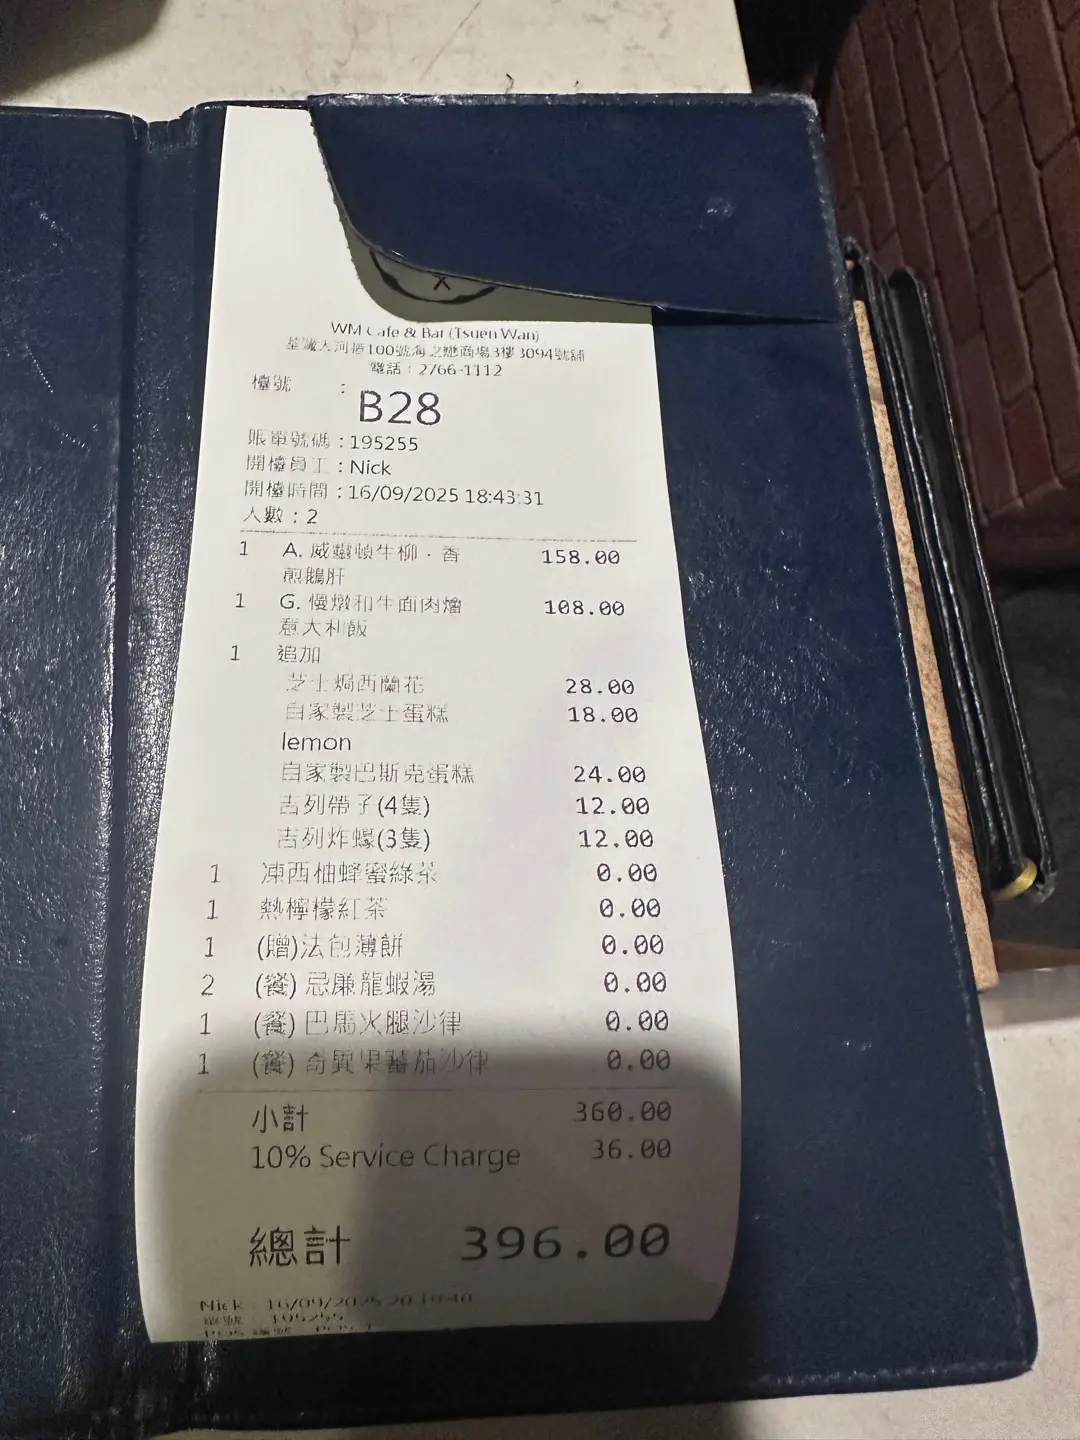 WM Cafe & Bar (Tsuen Wan)
荃灣大河道100號海之戀商場3樓3094號舖
電話：2766-1112
檯號 :
B28
賬單號碼 : 195255
開檯員工 : Nick
開檯時間 : 16/09/2025 18:43:31
人數 : 2
1 A. 威靈頓牛柳．香 158.00
煎鵝肝
1 G. 慢燉和牛面肉燴 108.00
意大利飯
1 追加
芝士焗西蘭花 28.00
自家製芝士蛋糕 18.00
lemon
自家製巴斯克蛋糕 24.00
吉列帶子(4隻) 12.00
吉列炸蠔(3隻) 12.00
1 凍西柚蜂蜜綠茶 0.00
1 熱檸檬紅茶 0.00
1 (贈)法包薄餅 0.00
2 (餐) 忌廉龍蝦湯 0.00
1 (餐) 巴馬火腿沙律 0.00
1 (餐) 奇異果蕃茄沙律 0.00
小計 360.00
10% Service Charge 36.00
總計 396.00
Nick : 16/09/2025
單號 : 195255